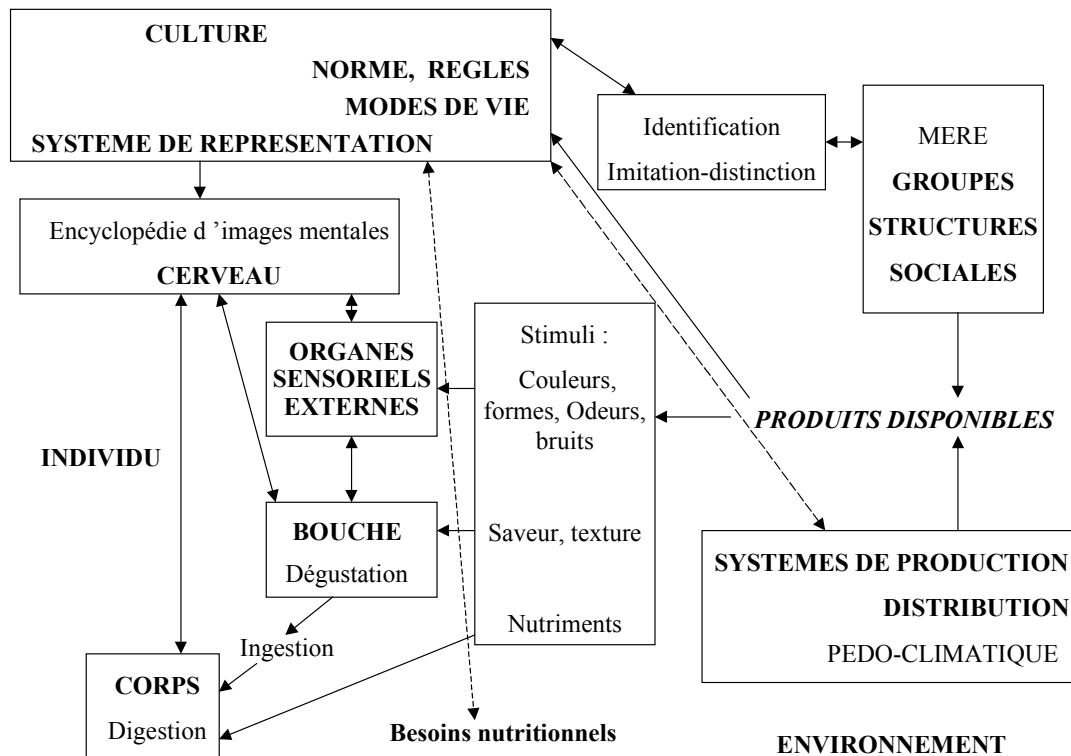 CULTURE
NORME, REGLES
MODES DE VIE
SYSTEME DE REPRESENTATION
Identification
Imitation-distinction
MERE
GROUPES
STRUCTURES
SOCIALES
Encyclopédie d ’images mentales
CERVEAU
ORGANES
SENSORIELS
EXTERNES
Stimuli :
Couleurs,
formes, Odeurs,
bruits
Saveur, texture
Nutriments
PRODUITS DISPONIBLES
INDIVIDU
BOUCHE
Dégustation
Ingestion
CORPS
Digestion
SYSTEMES DE PRODUCTION
DISTRIBUTION
PEDO-CLIMATIQUE
Besoins nutritionnels
ENVIRONMENT